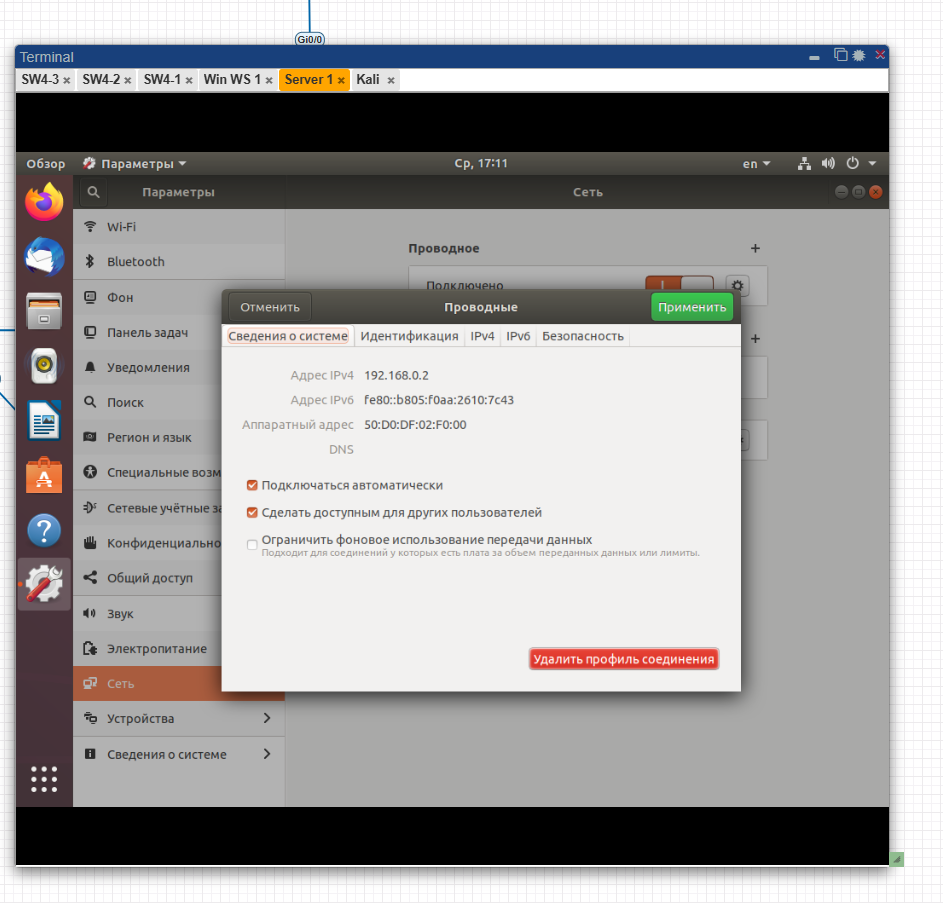 Gi0/0
Terminal
SW4-3 × SW4-2 × SW4-1 × Win WS 1 × Server 1 × Kali ×
Обзор Параметры Ср, 17:11 en
Параметры Сеть
Wi-Fi
Bluetooth
Фон
Панель задач
Уведомления
Поиск
Регион и язык
Специальные возм
Сетевые учётные за
Конфиденциально
Общий доступ
Звук
Электропитание
Сеть
Устройства
Сведения о системе
Проводное +
Подключено
+
Отменить Проводные Применить
Сведения о системе Идентификация IPv4 IPv6 Безопасность
Адрес IPv4 192.168.0.2
Адрес IPv6 fe80::b805:f0aa:2610:7c43
Аппаратный адрес 50:D0:DF:02:F0:00
DNS
Подключаться автоматически
Сделать доступным для других пользователей
Ограничить фоновое использование передачи данных
Подходит для соединений у которых есть плата за объем переданных данных или лимиты.
Удалить профиль соединения